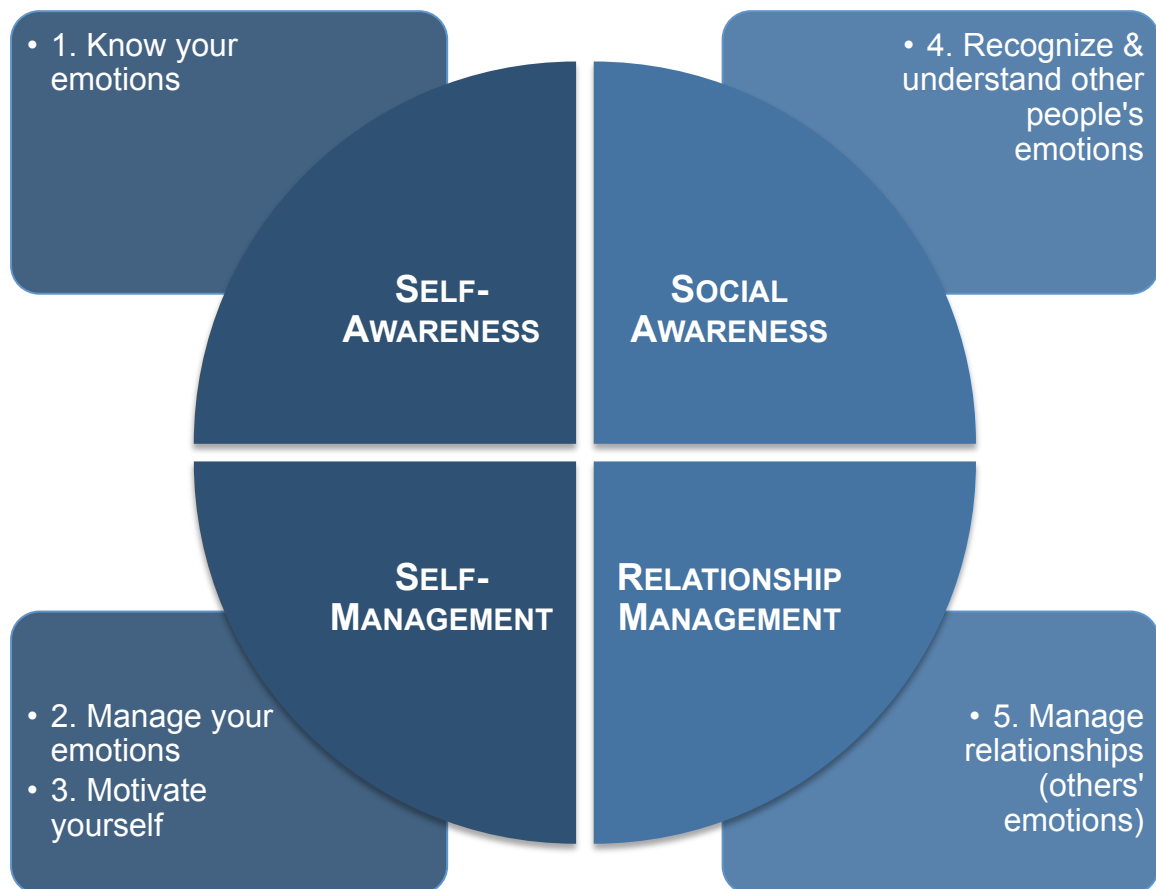 • 1. Know your
emotions
• 4. Recognize &
understand other
people's
emotions
SELF-
AWARENESS
SOCIAL
AWARENESS
SELF-
MANAGEMENT
RELATIONSHIP
MANAGEMENT
• 2. Manage your
emotions
• 3. Motivate
yourself
• 5. Manage
relationships
(others'
emotions)